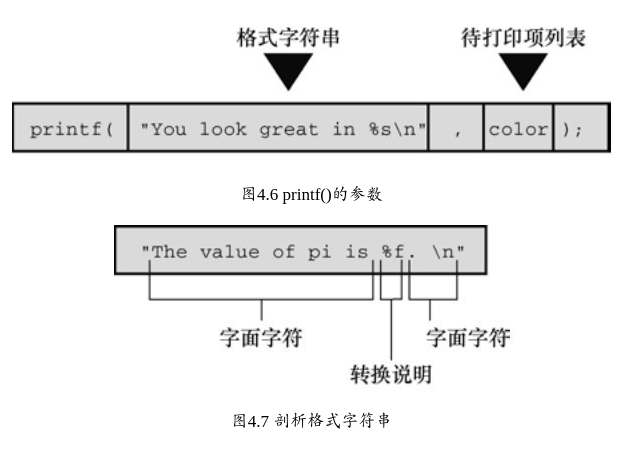 格式字符串 待打印项列表
printf( "You look great in %s\n" , color );
图4.6 printf()的参数
"The value of pi is %f. \n"
字面字符 字面字符
转换说明
图4.7 剖析格式字符串